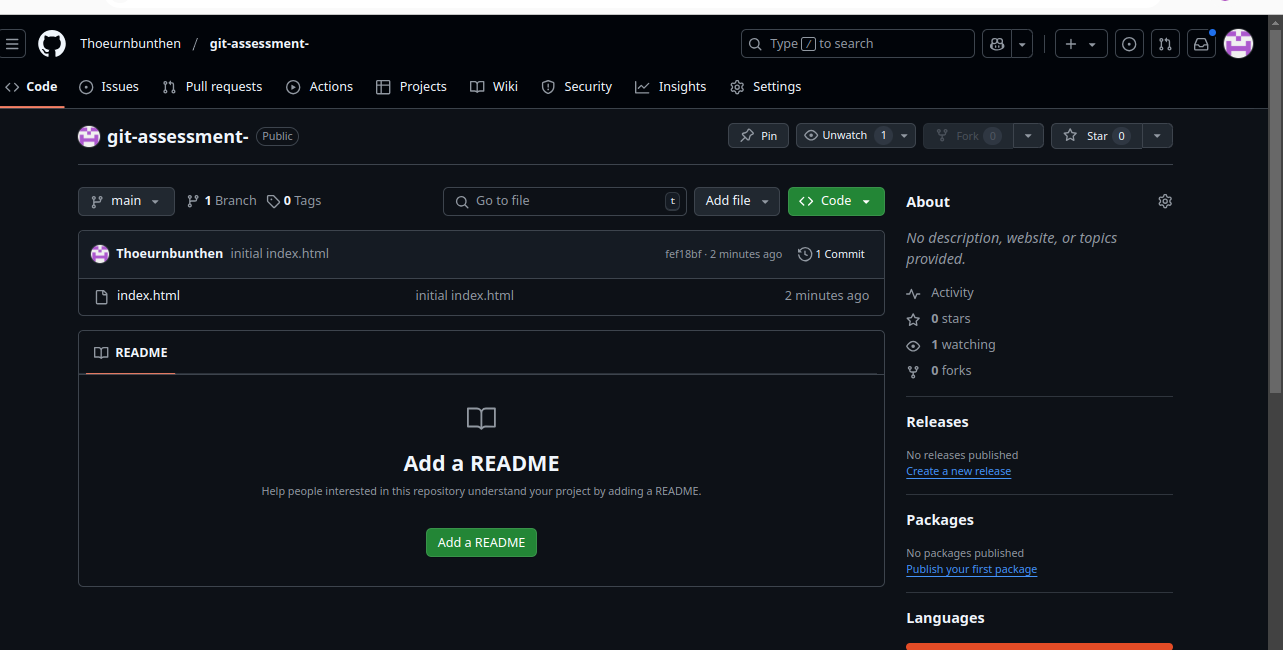 Thoeurnbunthen / git-assessment-
Type / to search
Code Issues Pull requests Actions Projects Wiki Security Insights Settings
git-assessment- Public
Pin Unwatch 1 Fork 0 Star 0
main 1 Branch 0 Tags Go to file t Add file Code
Thoeurnbunthen initial index.html fef18bf · 2 minutes ago 1 Commit
index.html initial index.html 2 minutes ago
README
Add a README
Help people interested in this repository understand your project by adding a README.
Add a README
About
No description, website, or topics
provided.
Activity
0 stars
1 watching
0 forks
Releases
No releases published
Create a new release
Packages
No packages published
Publish your first package
Languages